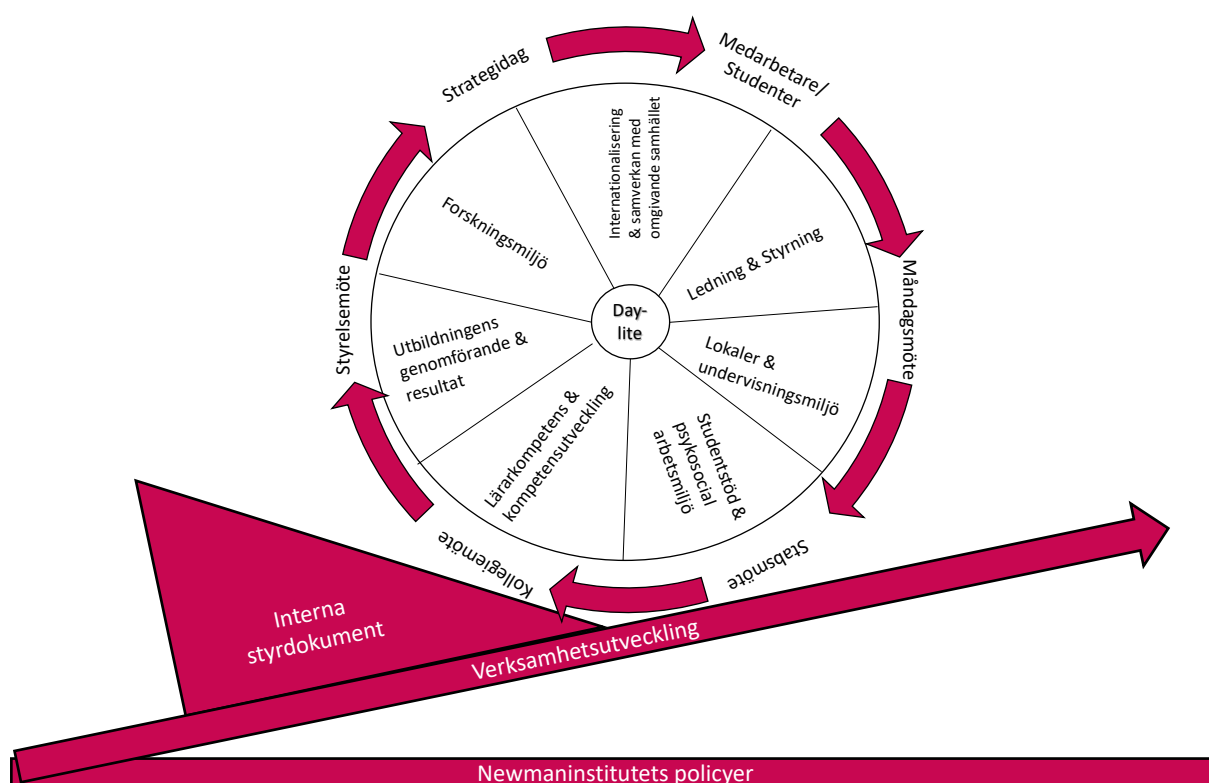 Strategidag
Medarbetare/
Studenter
Måndagsmöte
Stabsmöte
Kollegiemöte
Styrelsemöte
Internationalisering
& samverkan med
omgivande samhället
Ledning & Styrning
Lokaler &
undervisningsmiljö
Studentstöd &
psykosocial
arbetsmiljö
Lärarkompetens &
kompetensutveckling
Utbildningens
genomförande &
resultat
Forskningsmiljö
Day-
lite
Interna
styrdokument
Verksamhetsutveckling
Newmaninstitutets policyer